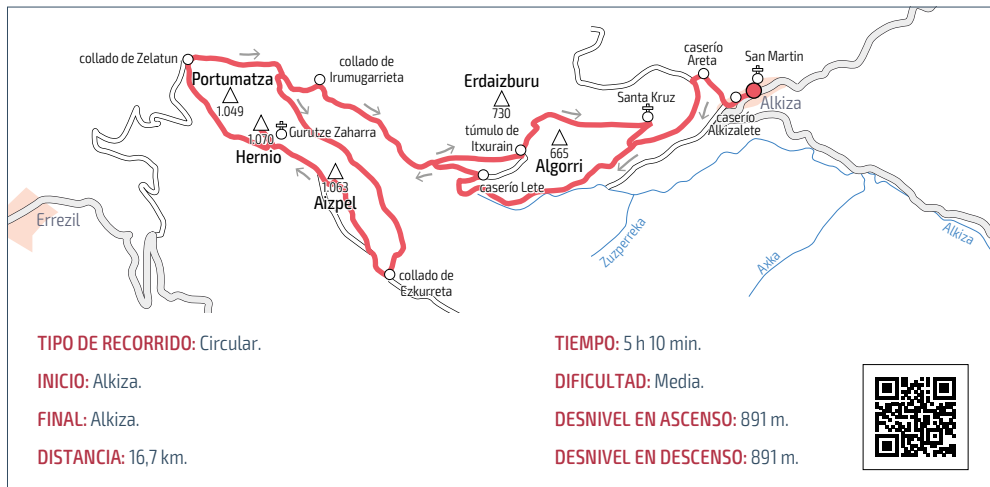 collado de Zelatun
Portumatza
1.049
1.070
Gurutze Zaharra
Hernio
1.063
Aizpel
collado de
Irumugarrieta
Erdaizburu
730
túmulo de
Itxurain
665
Algorri
caserío Lete
Santa Kruz
caserío
Areta
San Martin
Alkiza
caserío
Alkizalete
Errezil
collado de
Ezkurreta
Zuzperreka
Axka
Alkiza
TIPO DE RECORRIDO: Circular.
INICIO: Alkiza.
FINAL: Alkiza.
DISTANCIA: 16,7 km.
TIEMPO: 5 h 10 min.
DIFICULTAD: Media.
DESNIVEL EN ASCENSO: 891 m.
DESNIVEL EN DESCENSO: 891 m.